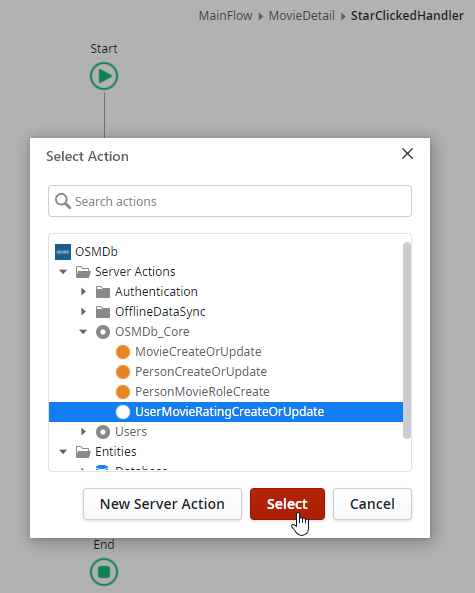 MainFlow ▸ MovieDetail ▸ StarClickedHandler
Start
Select Action
Search actions
OSMDb
Server Actions
Authentication
OfflineDataSync
OSMDb_Core
MovieCreateOrUpdate
PersonCreateOrUpdate
PersonMovieRoleCreate
UserMovieRatingCreateOrUpdate
Users
Entities
Database
New Server Action Select Cancel
End